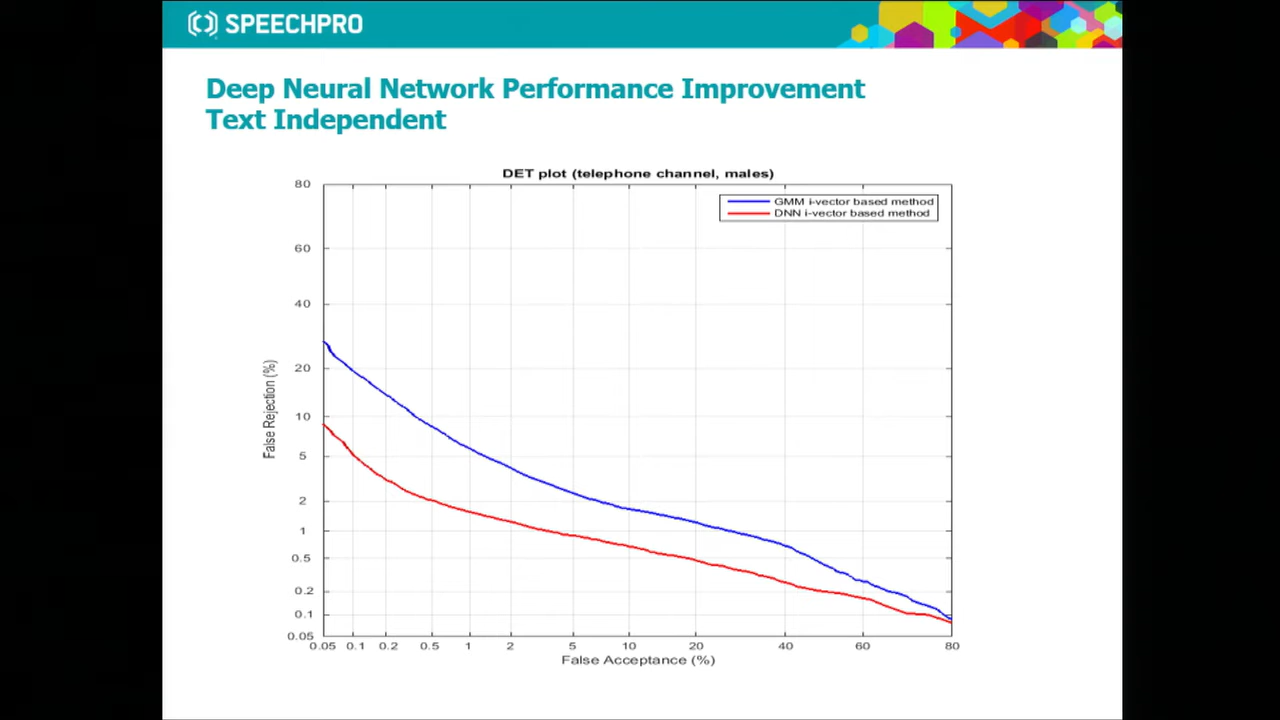 SPEECHPRO
Deep Neural Network Performance Improvement
Text Independent
DET plot (telephone channel, males)
GMM i-vector based method
DNN i-vector based method
False Rejection (%)
80
60
40
20
10
5
2
1
0.5
0.2
0.1
0.05
0.05 0.1 0.2 0.5 1 2 5 10 20 40 60 80
False Acceptance (%)